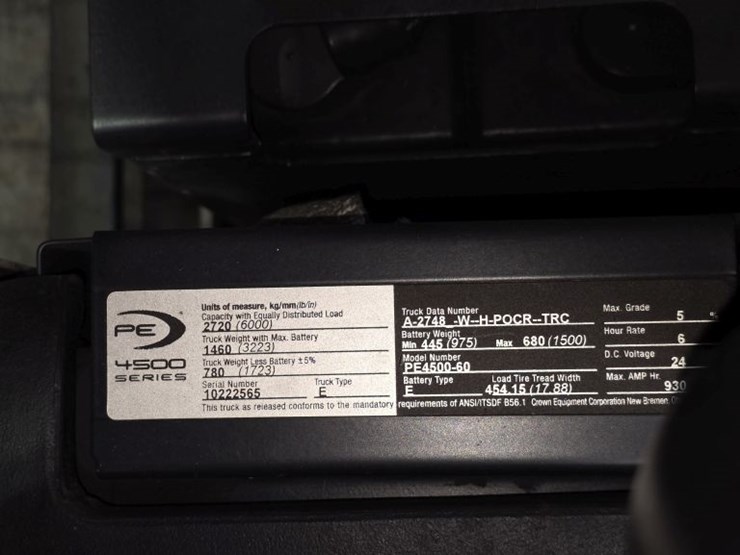 PE
4500
SERIES
Units of measure, kg/mm(lb/in)
Capacity with Equally Distributed Load
2720 (6000)
Truck Weight with Max. Battery
1460 (3223)
Truck Weight Less Battery ±5%
780 (1723)
Serial Number Truck Type
10222565 E
Truck Data Number
A-2748 -W--H-POCR--TRC
Battery Weight
Min 445 (975) Max 680 (1500)
Model Number
PE4500-60
Battery Type Load Tire Tread Width
E 454.15 (17.88)
Max. Grade
5
Hour Rate
6
D.C. Voltage
24
Max. AMP Hr.
930
This truck as released conforms to the mandatory requirements of ANSI/ITSDF B56.1 Crown Equipment Corporation New Bremen,